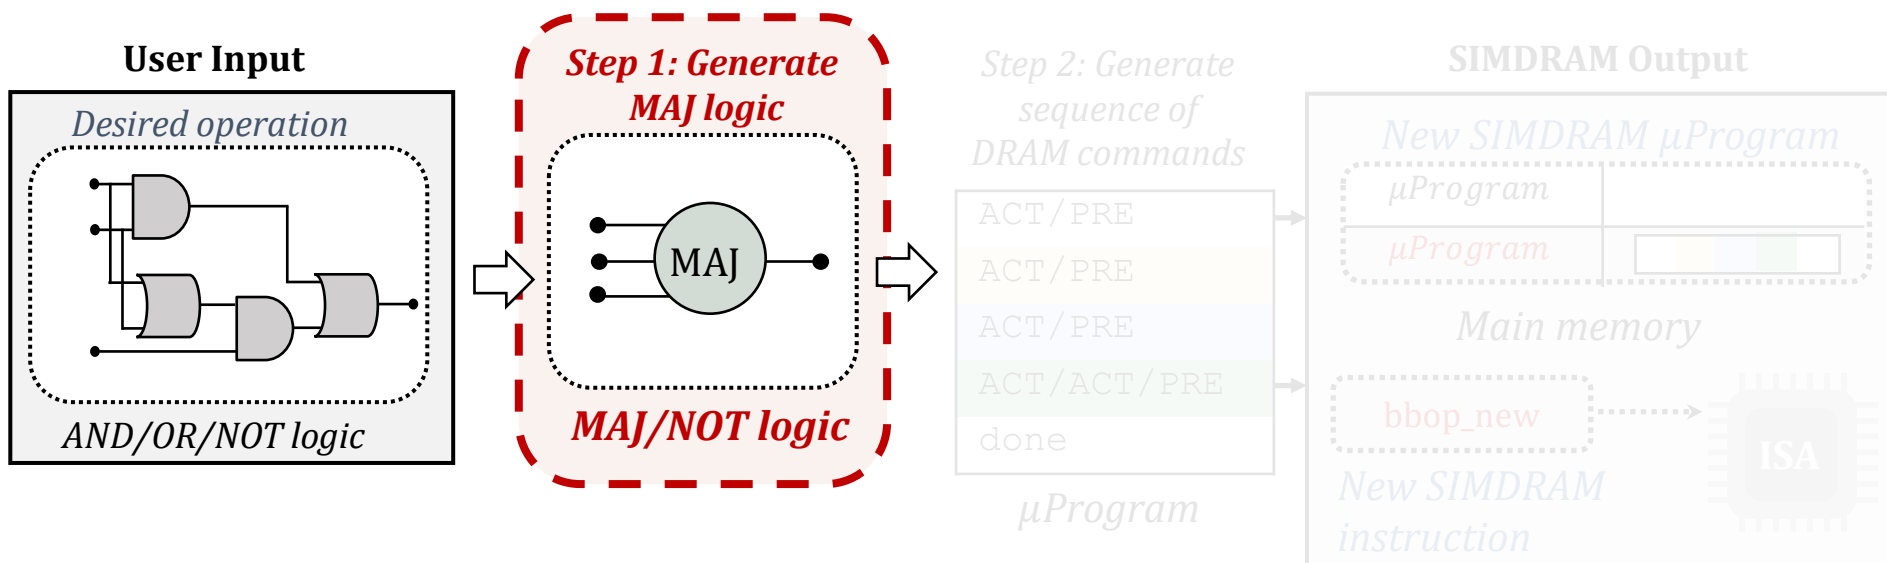 User Input
Desired operation
AND/OR/NOT logic
Step 1: Generate
MAJ logic
MAJ
MAJ/NOT logic
Step 2: Generate
sequence of
DRAM commands
ACT/PRE
ACT/PRE
ACT/PRE
ACT/ACT/PRE
done
μProgram
SIMDRAM Output
New SIMDRAM μProgram
μProgram
μProgram
Main memory
bbop_new
ISA
New SIMDRAM
instruction